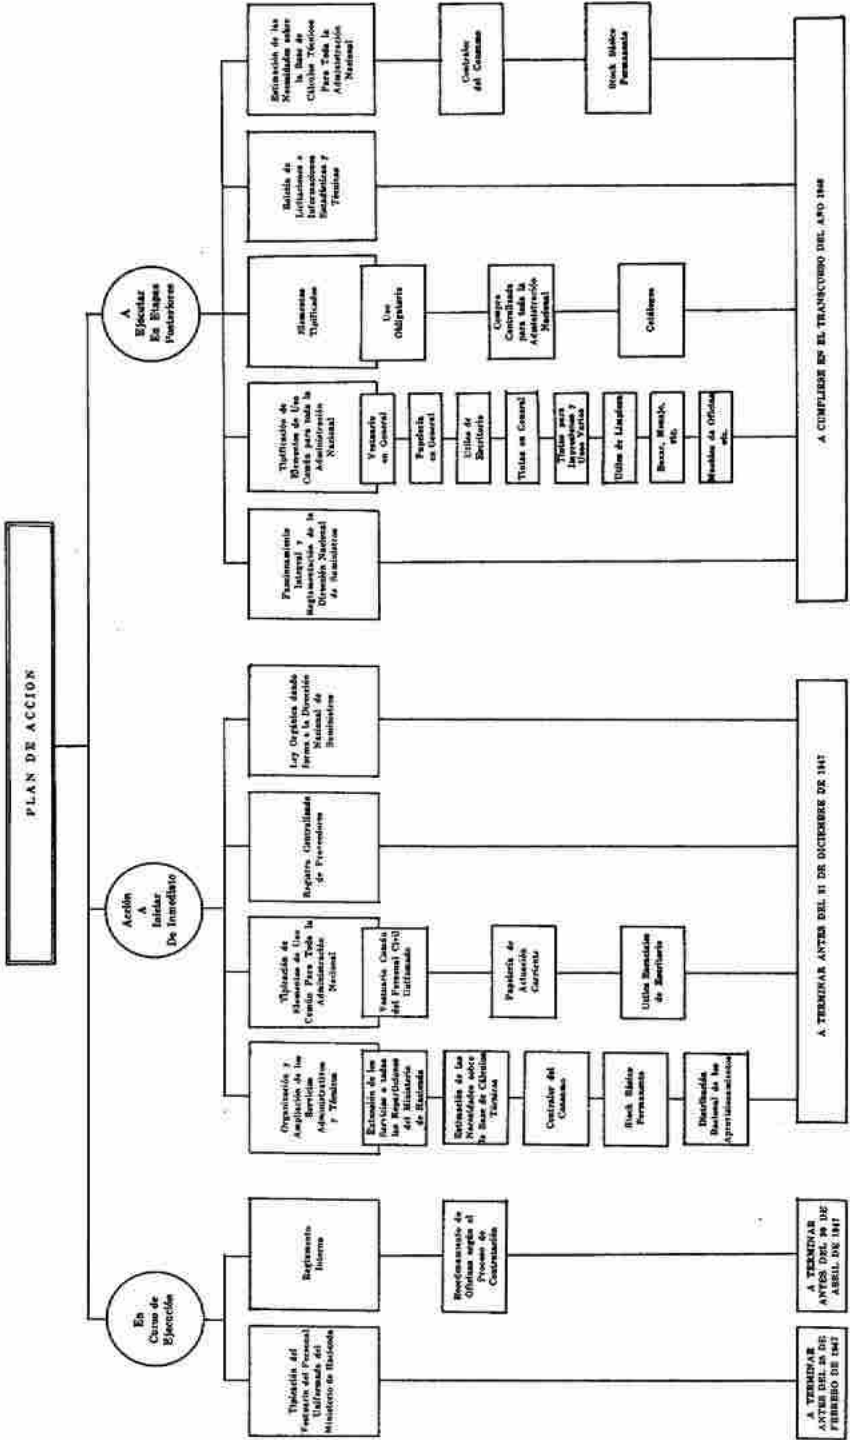 PLAN DE ACCION
En
Curso de
Ejecución
Acción
A
Iniciar
De Inmediato
A
Ejecutar
En Etapas
Posteriores
Tipicación del
Vestuario del Personal
Uniformado del
Ministerio de Hacienda
Reglamento
Interno
Organización y
Ampliación de los
Servicios
Administrativos
y Técnicos
Tipicación de
Elementos de Uso
Común Para Toda la
Administración
Nacional
Registro Centralizado
de Proveedores
Ley Orgánica dando
forma a la Dirección
Nacional de
Suministros
Funcionamiento
Integral y
Reglamentación de la
Dirección Nacional
de Suministros
Tipificación de
Elementos de Uso
Común para toda la
Administración
Nacional
Elementos
Tipificados
Boletín de
Licitaciones e
Informaciones
Estadísticas y
Técnicas
Estimación de las
Necesidades sobre
la Base de
Cálculos Técnicos
Para Toda la
Administración
Nacional
Reordenamiento de
Oficinas según el
Proceso de
Contratación
Extensión de los
Servicios a todas
las Reparticiones
del Ministerio
de Hacienda
Estimación de las
Necesidades sobre
la Base de Cálculos
Técnicos
Contralor del
Consumo
Stock Básico
Permanente
Distribución
Racional de los
Aprovisionamientos
Vestuario Común
del Personal Civil
Uniformado
Papelería de
Actuación
Corriente
Utiles Esenciales
de Escritorio
Vestuario
en General
Papelería
en General
Utiles de
Escritorio
Tintas en General
Tintas para
Impresiones y
Usos Varios
Utiles de Limpieza
Bazar, Menaje,
etc.
Muebles de Oficina
etc.
Uso
Obligatorio
Compra
Centralizada
para toda la
Administración
Nacional
Catálogos
Contralor
del Consumo
Stock Básico
Permanente
A TERMINAR
ANTES DEL 25 DE
FEBRERO DE 1947
A TERMINAR
ANTES DEL 30 DE
ABRIL DE 1947
A TERMINAR ANTES DEL 31 DE DICIEMBRE DE 1947
A CUMPLIRSE EN EL TRANSCURSO DEL AÑO 1948